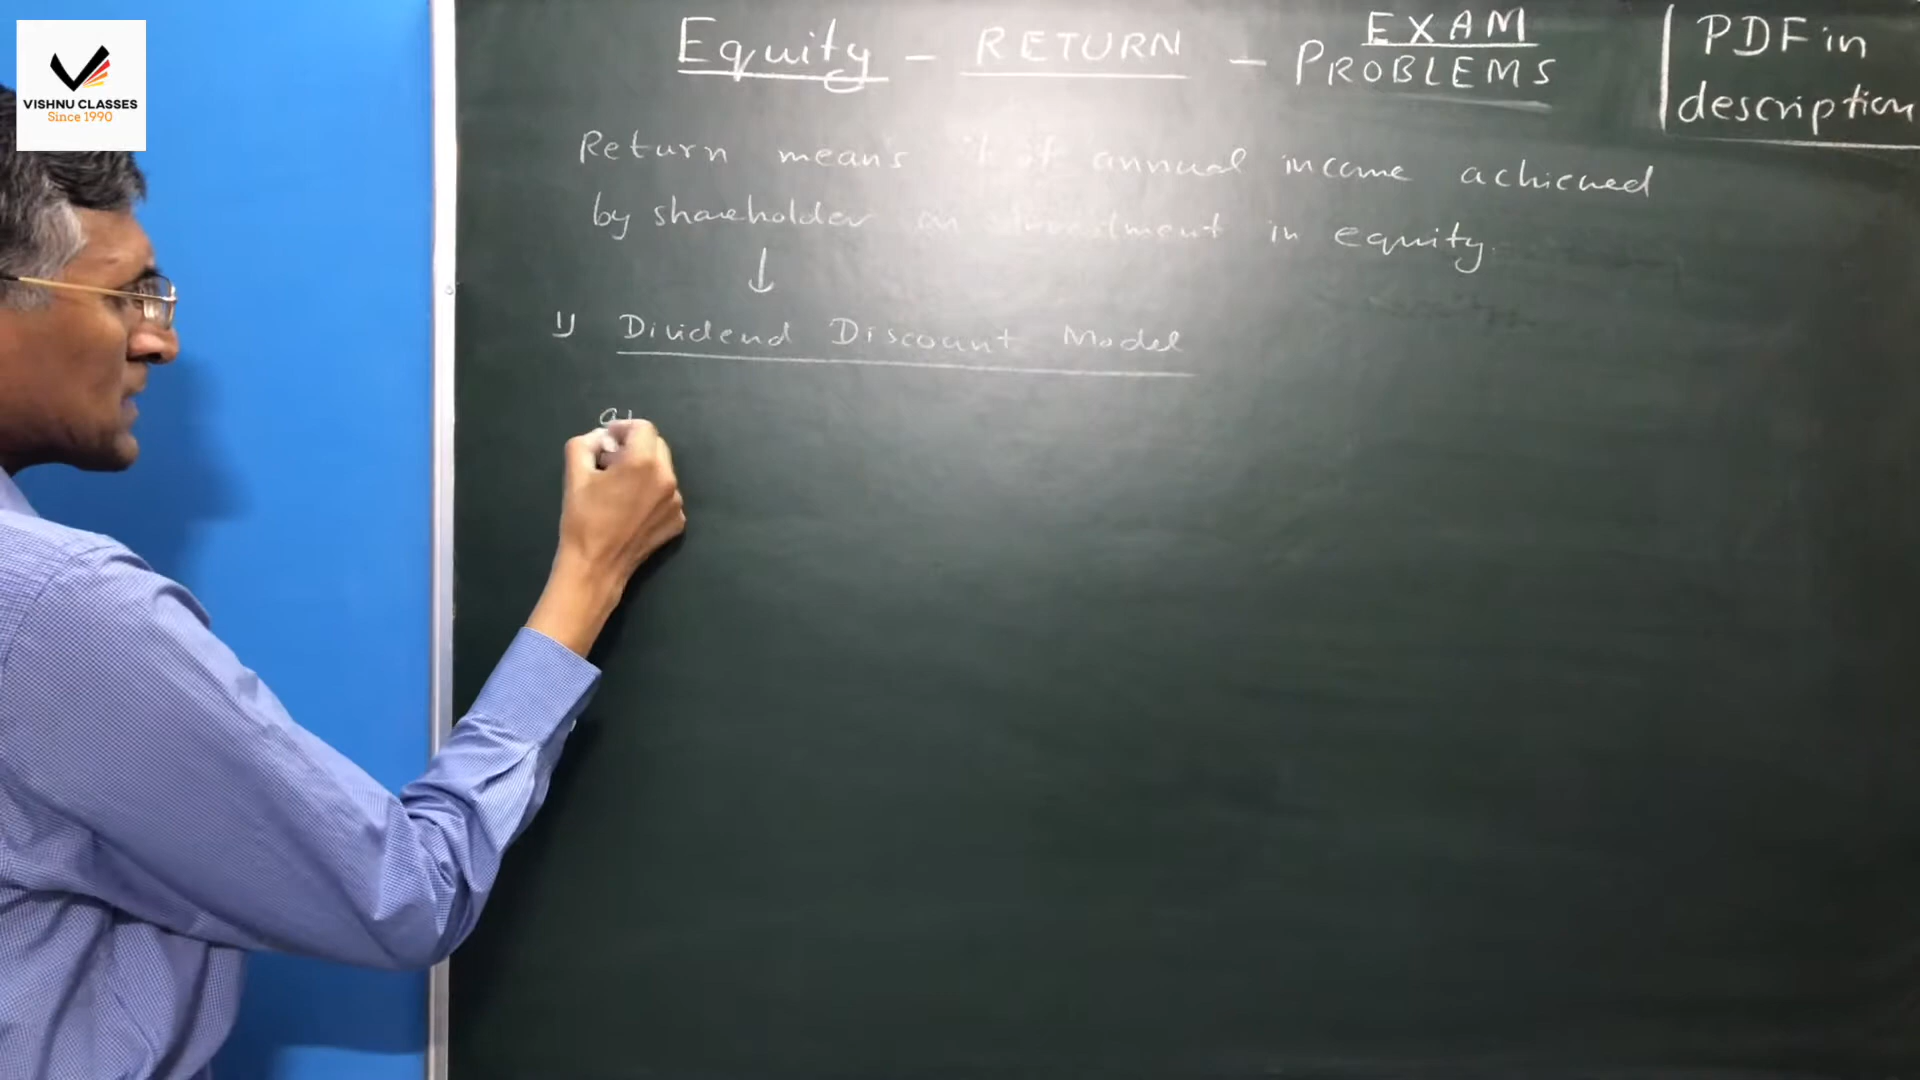 VISHNU CLASSES
Since 1990
Equity - RETURN - EXAM PROBLEMS
PDF in description
Return means % of annual income achieved
by shareholder on investment in equity.
↓
1) Dividend Discount Model
a